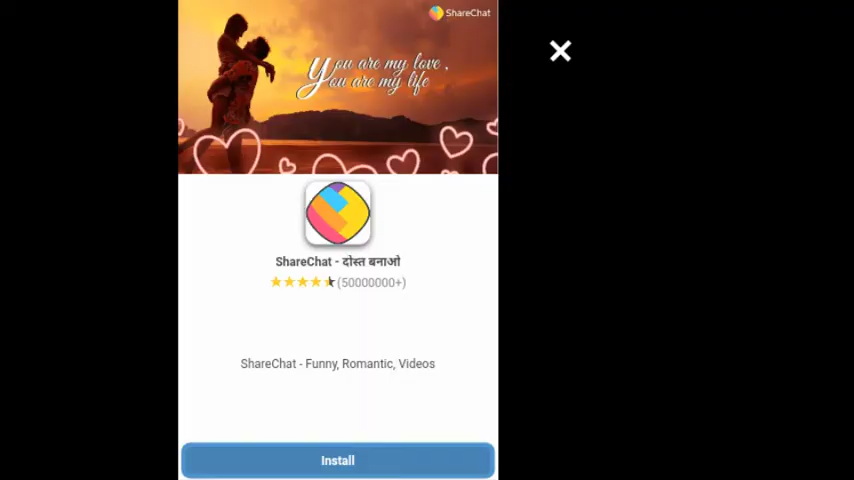 ShareChat
You are my love,
You are my life
ShareChat - दोस्त बनाओ
(50000000+)
ShareChat - Funny, Romantic, Videos
Install